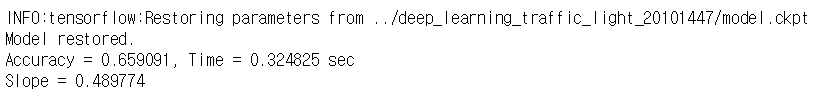 INFO:tensorflow:Restoring parameters from ../deep_learning_traffic_light_20101447/model.ckpt
Model restored.
Accuracy = 0.659091, Time = 0.324825 sec
Slope = 0.489774